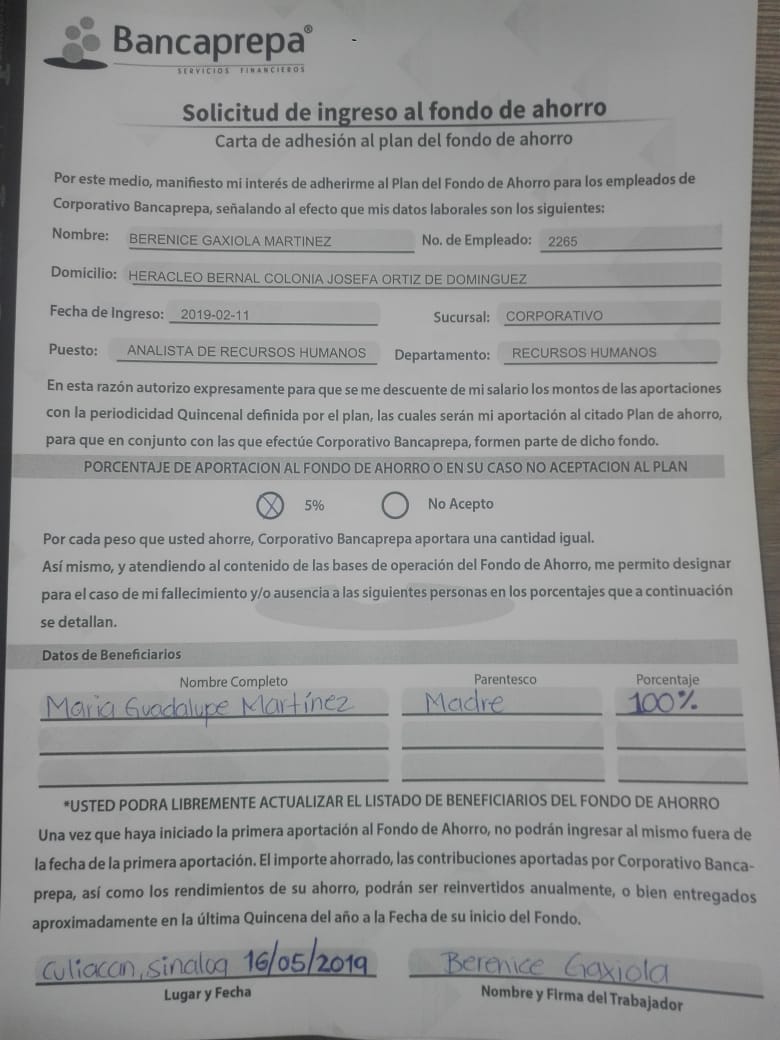 Bancaprepa®
SERVICIOS FINANCIEROS
Solicitud de ingreso al fondo de ahorro
Carta de adhesión al plan del fondo de ahorro
Por este medio, manifiesto mi interés de adherirme al Plan del Fondo de Ahorro para los empleados de
Corporativo Bancaprepa, señalando al efecto que mis datos laborales son los siguientes:
Nombre: BERENICE GAXIOLA MARTINEZ No. de Empleado: 2265
Domicilio: HERACLEO BERNAL COLONIA JOSEFA ORTIZ DE DOMINGUEZ
Fecha de Ingreso: 2019-02-11 Sucursal: CORPORATIVO
Puesto: ANALISTA DE RECURSOS HUMANOS Departamento: RECURSOS HUMANOS
En esta razón autorizo expresamente para que se me descuente de mi salario los montos de las aportaciones
con la periodicidad Quincenal definida por el plan, las cuales serán mi aportación al citado Plan de ahorro,
para que en conjunto con las que efectúe Corporativo Bancaprepa, formen parte de dicho fondo.
PORCENTAJE DE APORTACION AL FONDO DE AHORRO O EN SU CASO NO ACEPTACION AL PLAN
5% No Acepto
Por cada peso que usted ahorre, Corporativo Bancaprepa aportara una cantidad igual.
Así mismo, y atendiendo al contenido de las bases de operación del Fondo de Ahorro, me permito designar
para el caso de mi fallecimiento y/o ausencia a las siguientes personas en los porcentajes que a continuación
se detallan.
Datos de Beneficiarios
Nombre Completo Parentesco Porcentaje
Maria Guadalupe Martínez Madre 100%
*USTED PODRA LIBREMENTE ACTUALIZAR EL LISTADO DE BENEFICIARIOS DEL FONDO DE AHORRO
Una vez que haya iniciado la primera aportación al Fondo de Ahorro, no podrán ingresar al mismo fuera de
la fecha de la primera aportación. El importe ahorrado, las contribuciones aportadas por Corporativo Banca-
prepa, así como los rendimientos de su ahorro, podrán ser reinvertidos anualmente, o bien entregados
aproximadamente en la última Quincena del año a la Fecha de su inicio del Fondo.
Culiacan, Sinaloa 16/05/2019 Berenice Gaxiola
Lugar y Fecha Nombre y Firma del Trabajador